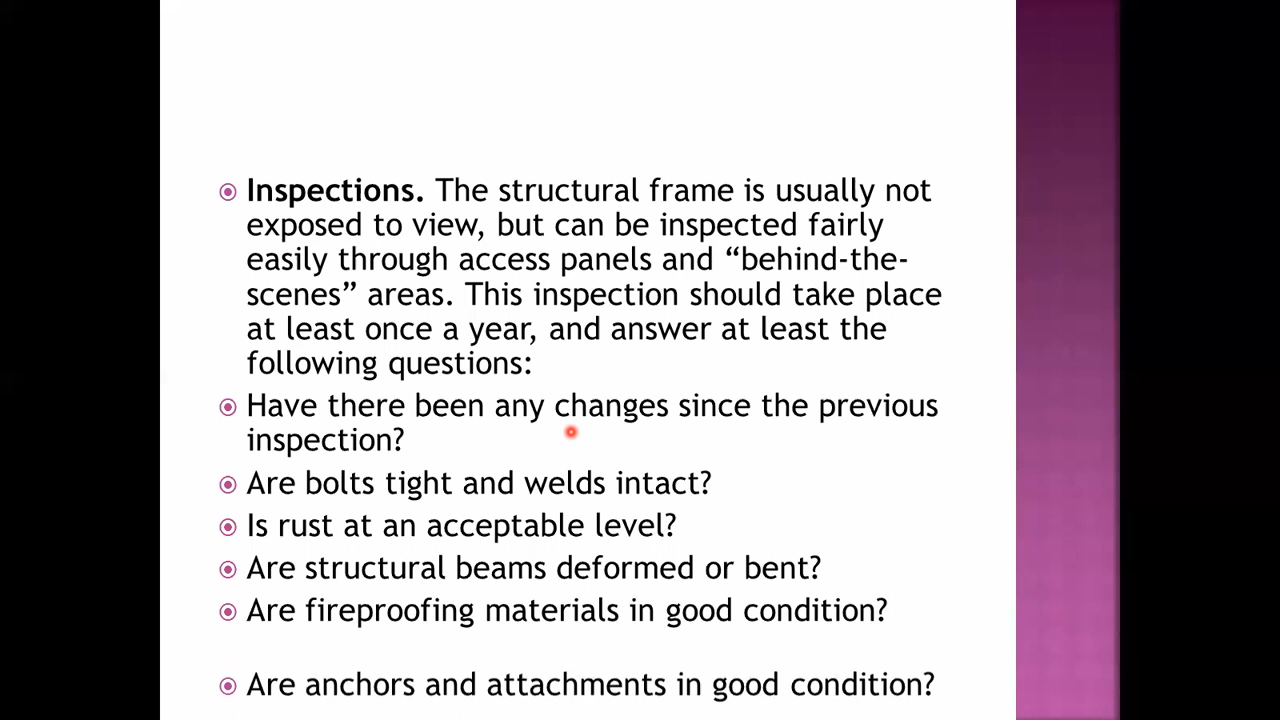 Inspections. The structural frame is usually not
exposed to view, but can be inspected fairly
easily through access panels and “behind-the-
scenes” areas. This inspection should take place
at least once a year, and answer at least the
following questions:
Have there been any changes since the previous
inspection?
Are bolts tight and welds intact?
Is rust at an acceptable level?
Are structural beams deformed or bent?
Are fireproofing materials in good condition?
Are anchors and attachments in good condition?